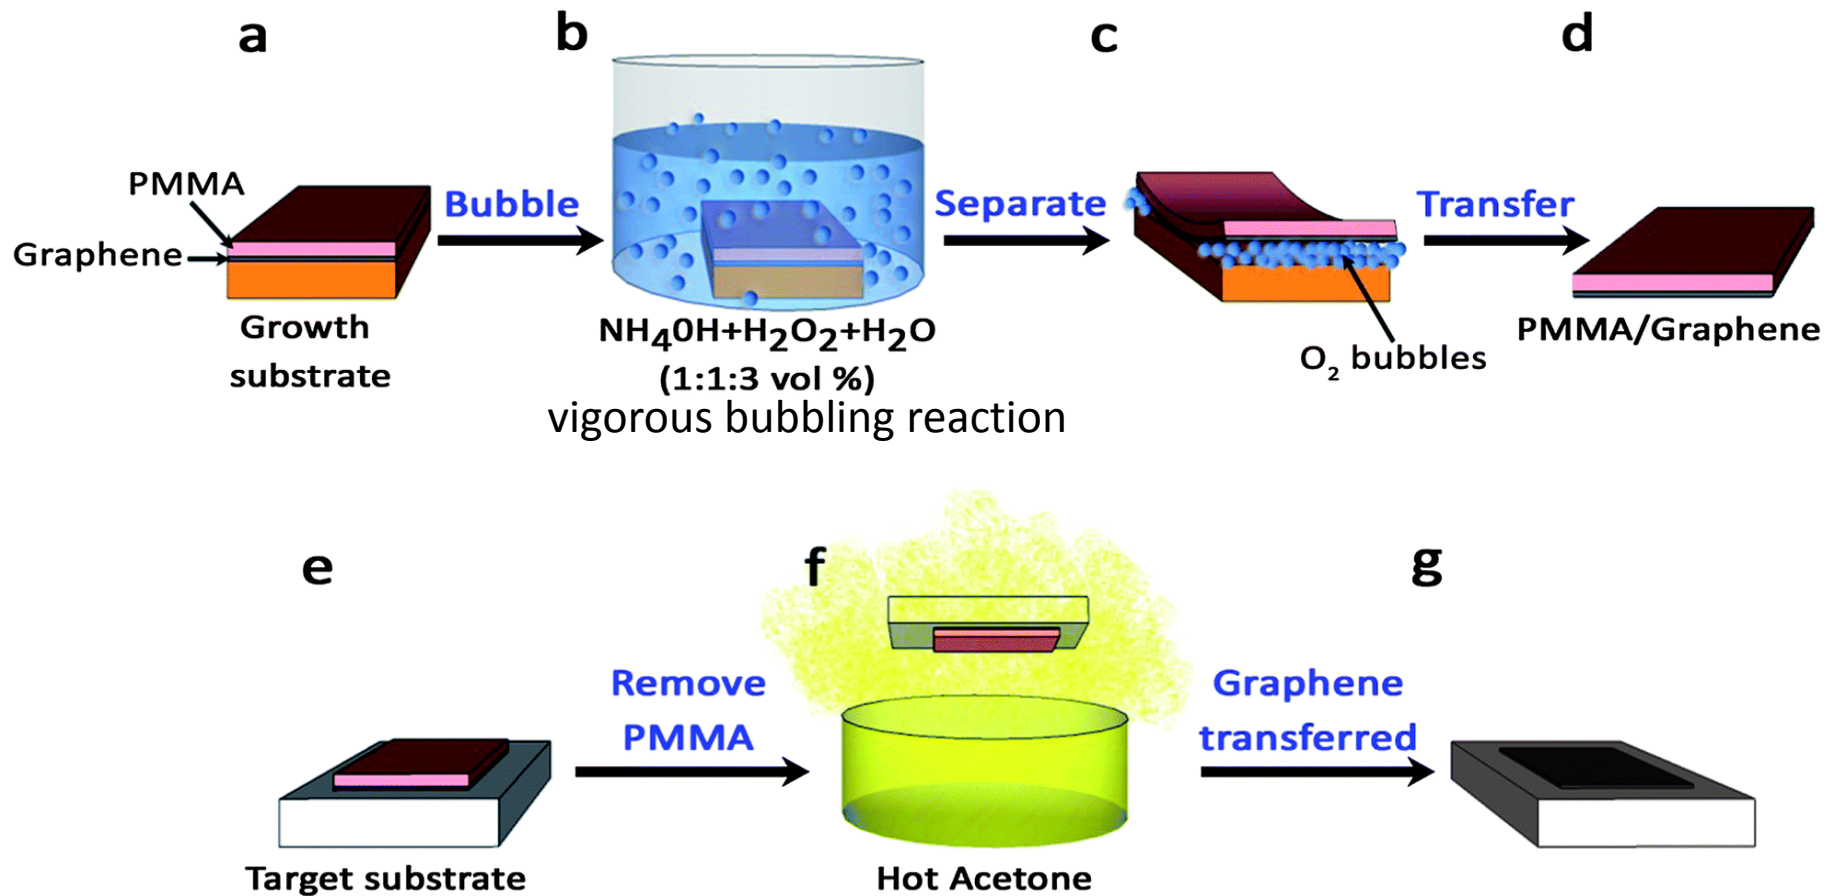 a
b
c
d
PMMA
Graphene
Growth
substrate
Bubble
NH₄0H+H₂O₂+H₂O
(1:1:3 vol %)
vigorous bubbling reaction
Separate
O₂ bubbles
Transfer
PMMA/Graphene
e
f
g
Target substrate
Remove
PMMA
Hot Acetone
Graphene
transferred